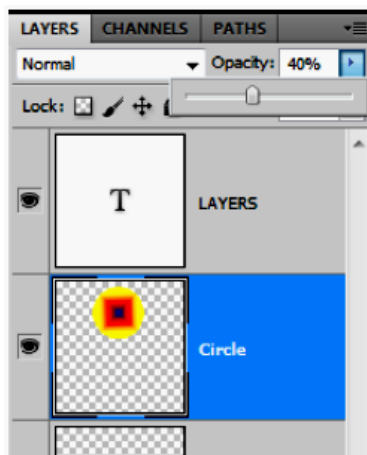 LAYERS CHANNELS PATHS
Normal Opacity: 40%
Lock:
T LAYERS
Circle